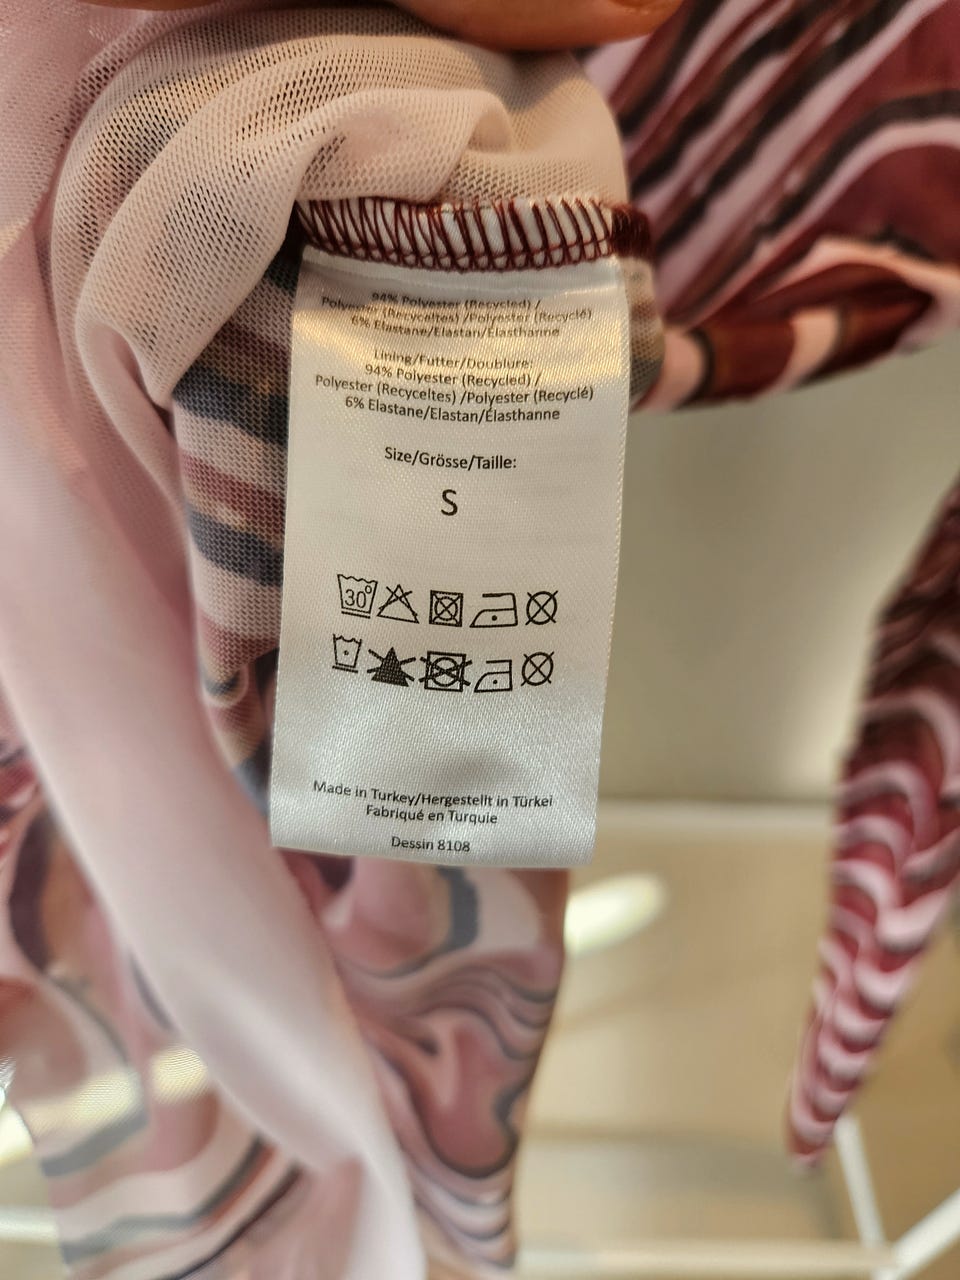 94% Polyester (Recycled) /
Polyester (Recyceltes) /Polyester (Recyclé)
6% Elastane/Elastan/Élasthanne
Lining/Futter/Doublure:
94% Polyester (Recycled) /
Polyester (Recyceltes) /Polyester (Recyclé)
6% Elastane/Elastan/Élasthanne
Size/Grösse/Taille:
S
30°
Made in Turkey/Hergestellt in Türkei
Fabriqué en Turquie
Dessin 8108